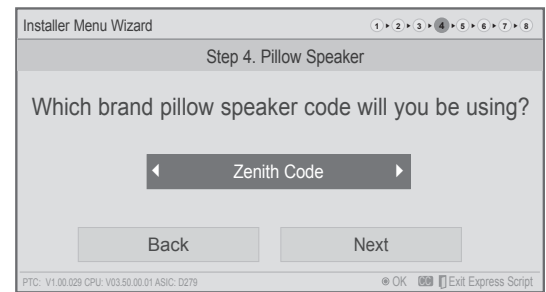 Installer Menu Wizard 1 ▸ 2 ▸ 3 ▸ 4 ▸ 5 ▸ 6 ▸ 7 ▸ 8
Step 4. Pillow Speaker
Which brand pillow speaker code will you be using?
Zenith Code
Back Next
PTC: V1.00.029 CPU: V03.50.00.01 ASIC: D279 OK CC Exit Express Script